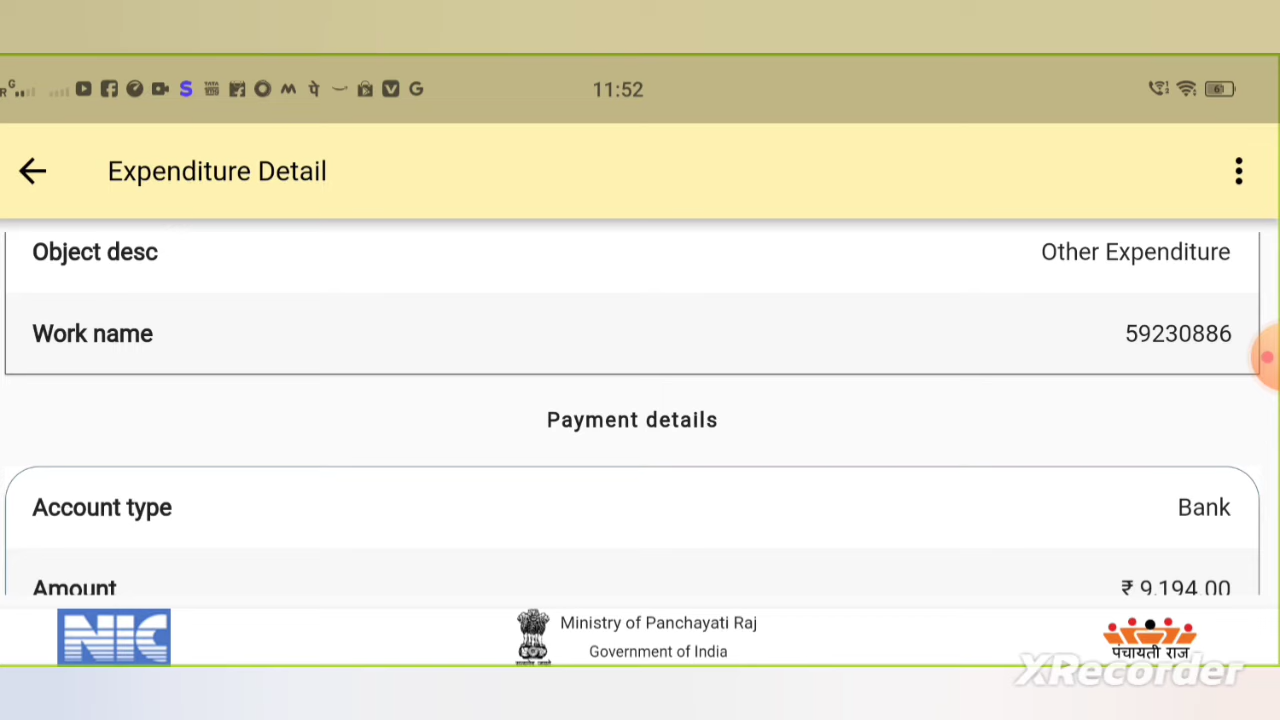 11:52
Expenditure Detail
Object desc Other Expenditure
Work name 59230886
Payment details
Account type Bank
Amount ₹ 9,194.00
NIC
Ministry of Panchayati Raj
Government of India
पंचायती राज
XRecorder